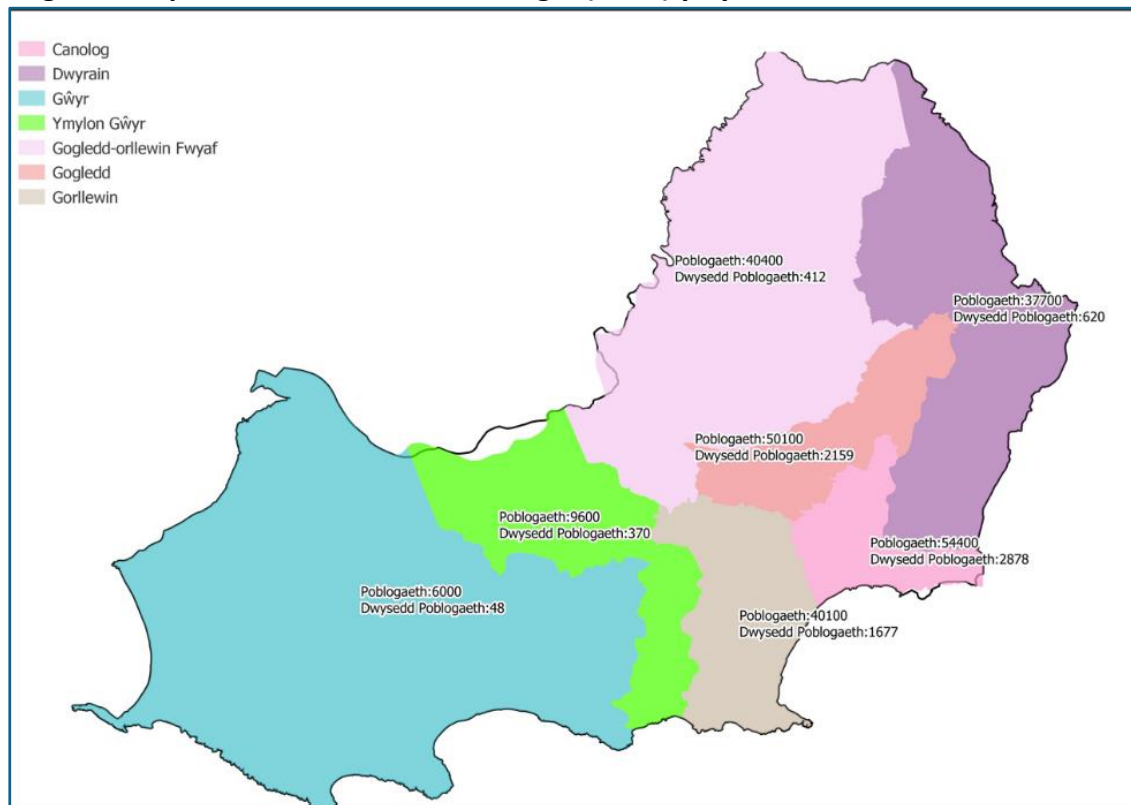 Canolog
Dwyrain
Gŵyr
Ymylon Gŵyr
Gogledd-orllewin Fwyaf
Gogledd
Gorllewin
Poblogaeth:40400
Dwysedd Poblogaeth:412
Poblogaeth:37700
Dwysedd Poblogaeth:620
Poblogaeth:50100
Dwysedd Poblogaeth:2159
Poblogaeth:9600
Dwysedd Poblogaeth:370
Poblogaeth:54400
Dwysedd Poblogaeth:2878
Poblogaeth:6000
Dwysedd Poblogaeth:48
Poblogaeth:40100
Dwysedd Poblogaeth:1677